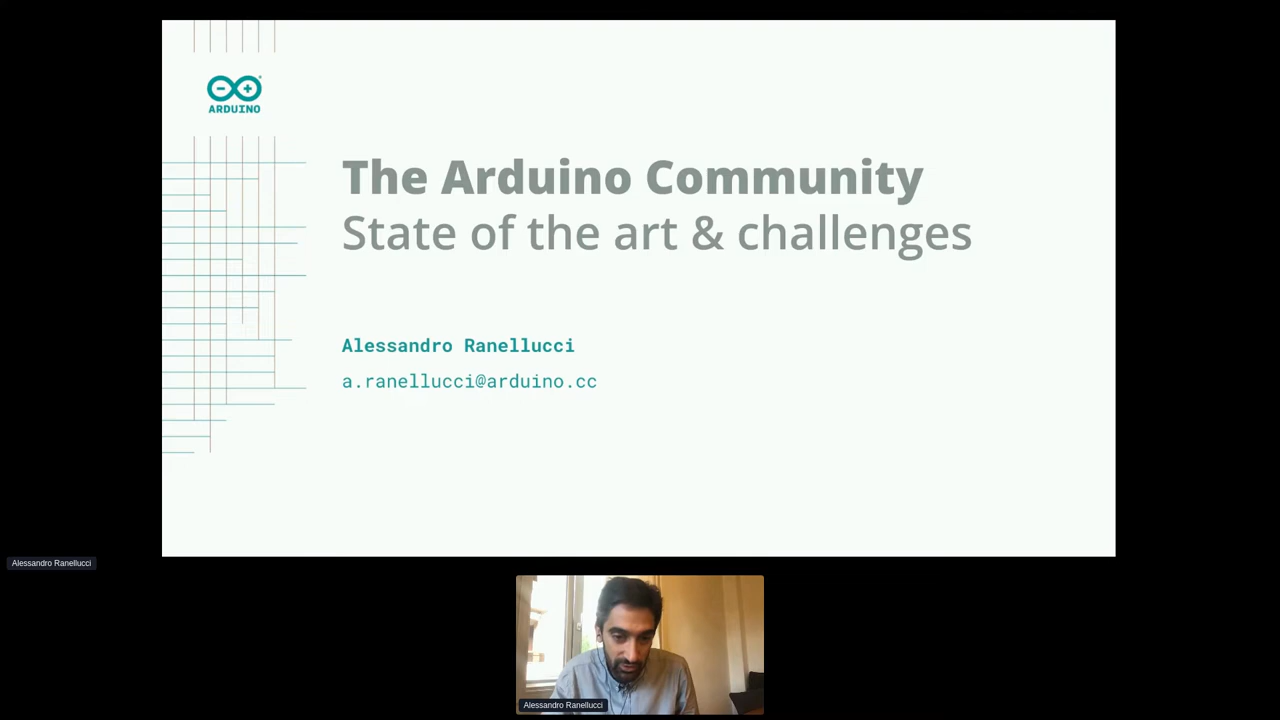 ARDUINO
The Arduino Community
State of the art & challenges
Alessandro Ranellucci
a.ranellucci@arduino.cc
Alessandro Ranellucci
Alessandro Ranellucci